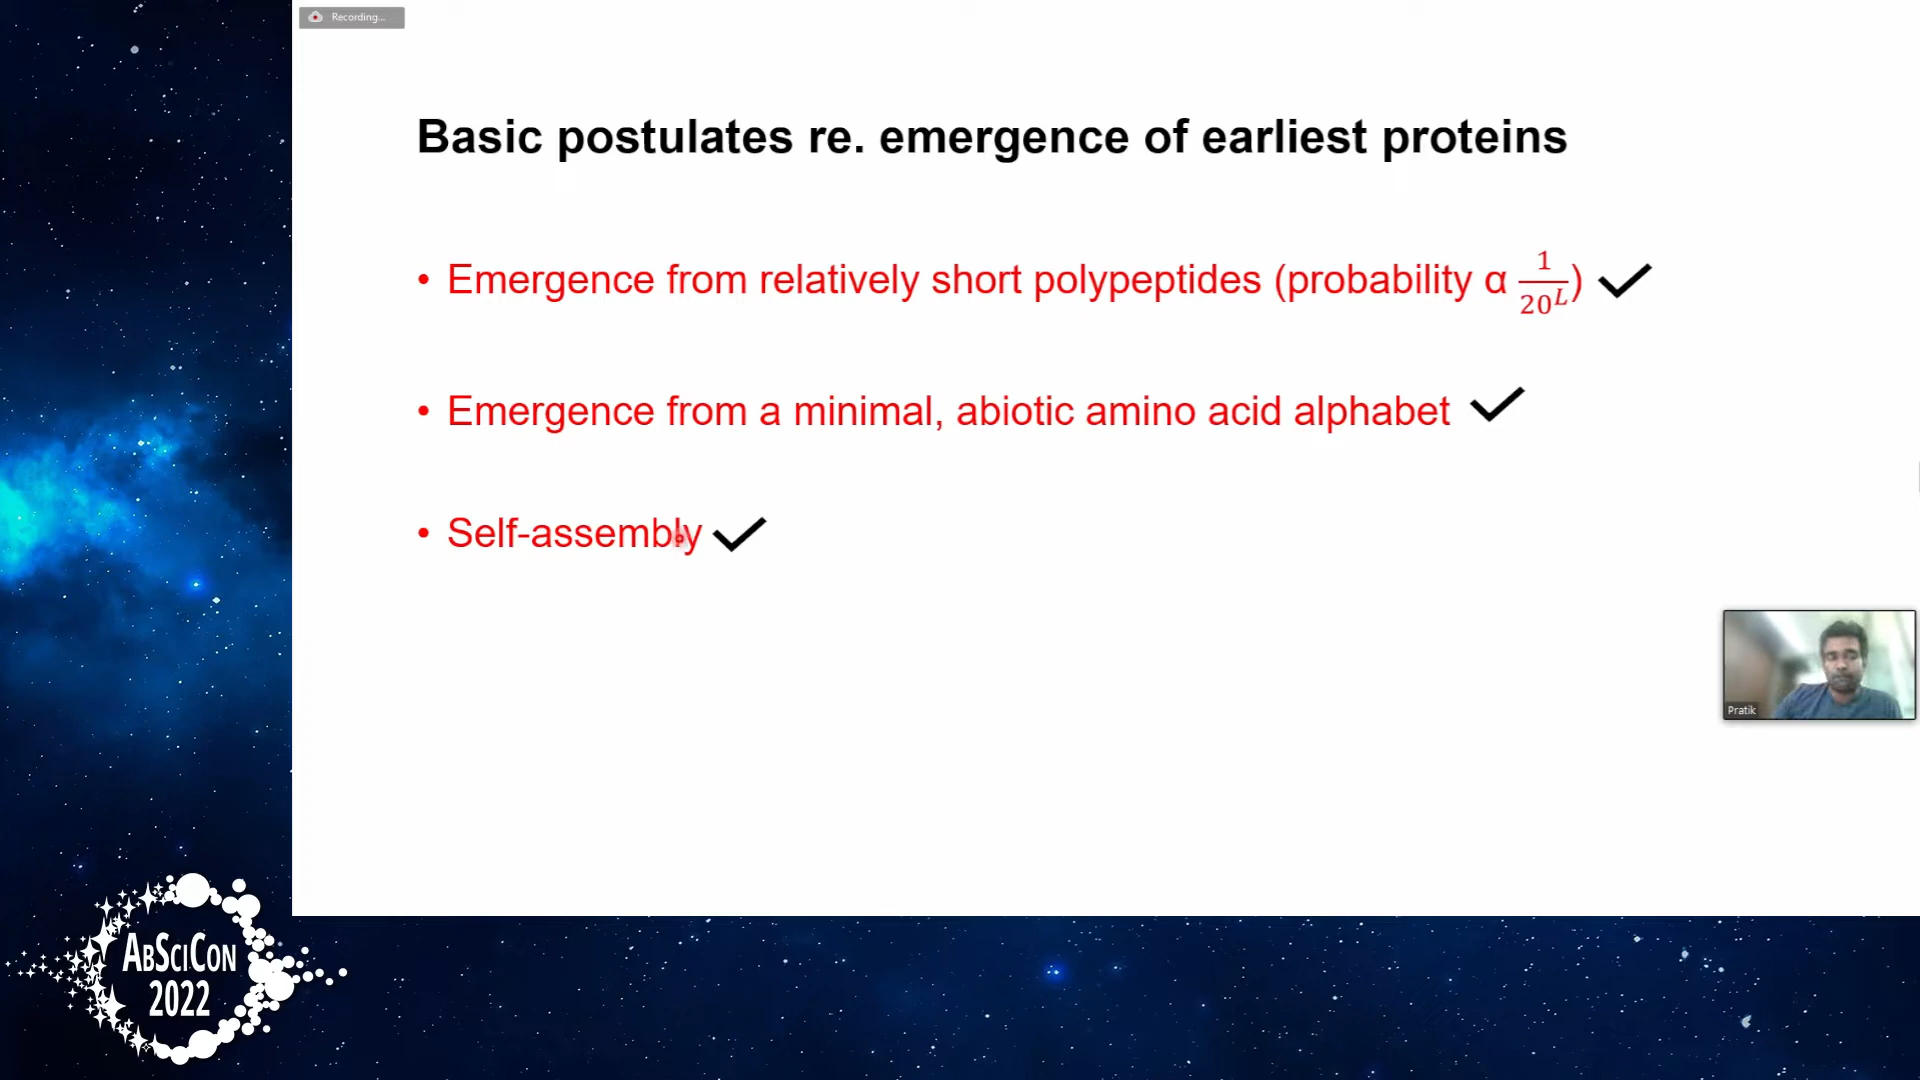 Recording...
Basic postulates re. emergence of earliest proteins
• Emergence from relatively short polypeptides (probability α 1/20^L) ✓
• Emergence from a minimal, abiotic amino acid alphabet ✓
• Self-assembly ✓
Pratik
ABSCICON
2022